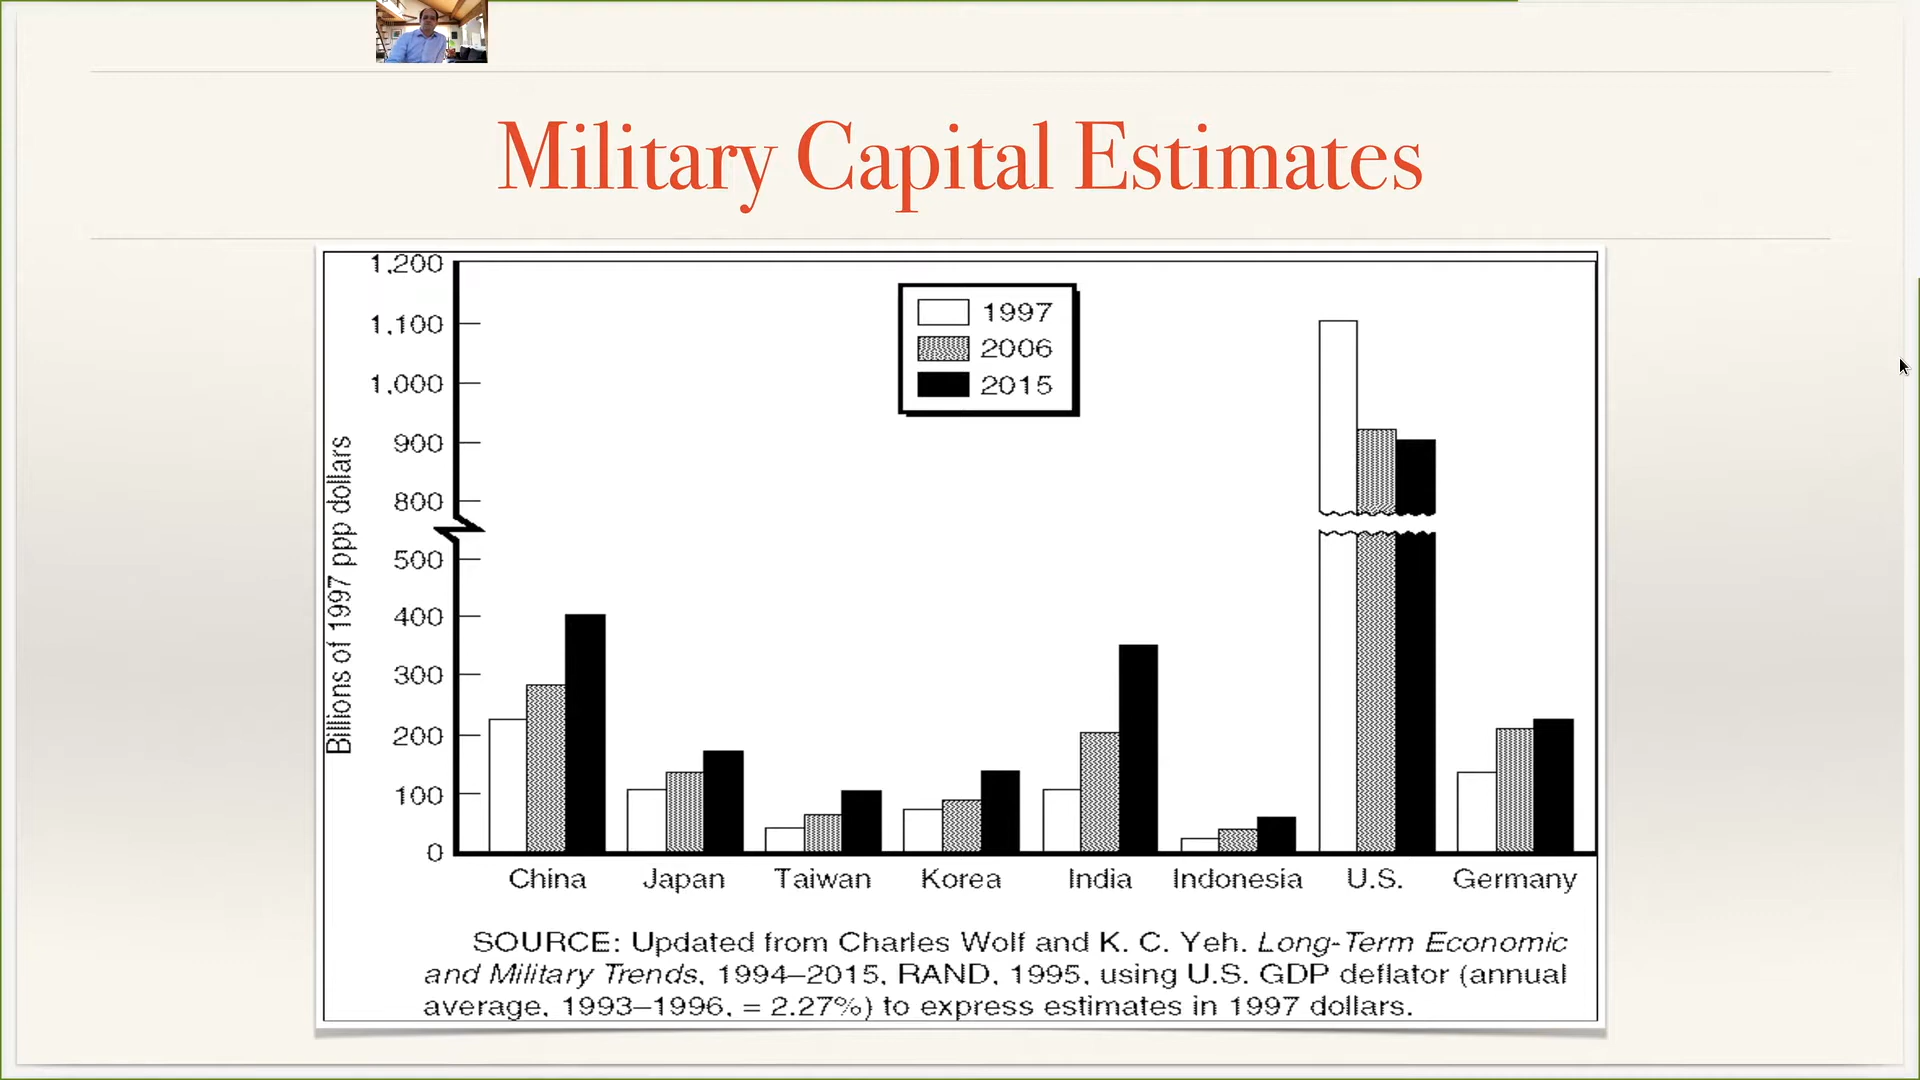 Military Capital Estimates
1,200
1,100
1,000
900
800
500
400
300
200
100
0
Billions of 1997 ppp dollars
1997
2006
2015
China Japan Taiwan Korea India Indonesia U.S. Germany
SOURCE: Updated from Charles Wolf and K. C. Yeh. Long-Term Economic
and Military Trends, 1994–2015, RAND, 1995, using U.S. GDP deflator (annual
average, 1993–1996, = 2.27%) to express estimates in 1997 dollars.